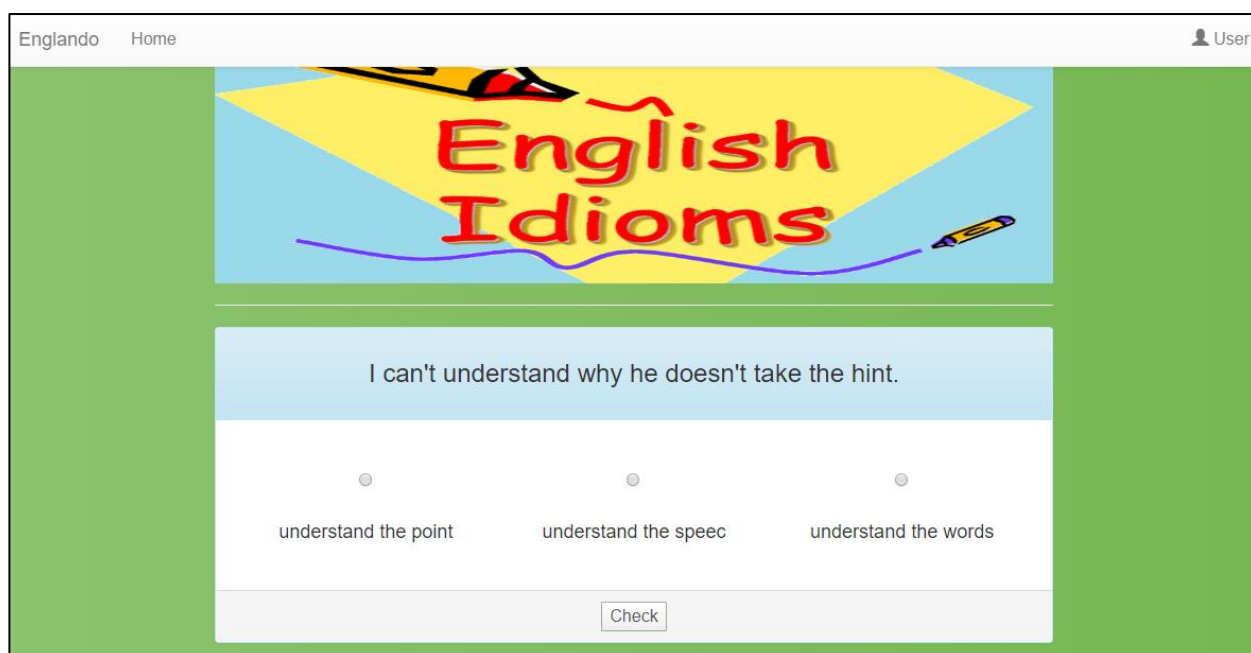 Englando Home User
English
Idioms
I can't understand why he doesn't take the hint.
understand the point understand the speec understand the words
Check